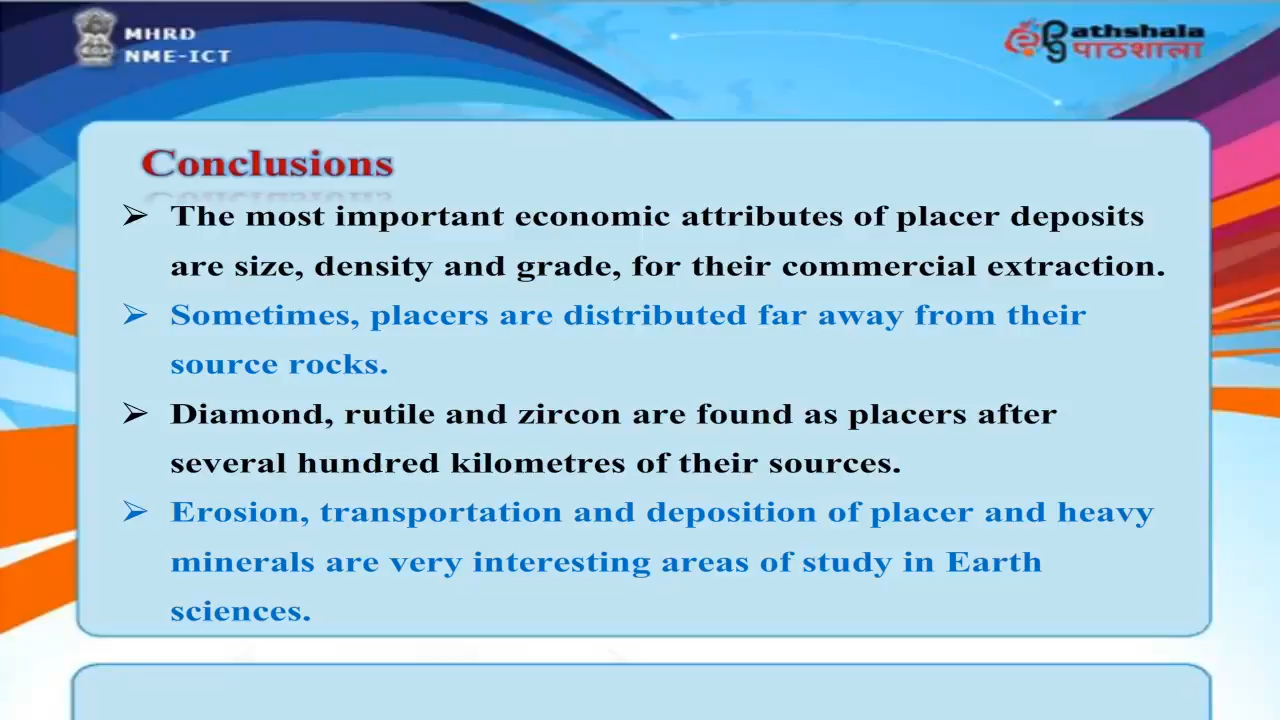 MHRD
NME-ICT
athshala
पाठशाला
Conclusions
➢ The most important economic attributes of placer deposits
are size, density and grade, for their commercial extraction.
➢ Sometimes, placers are distributed far away from their
source rocks.
➢ Diamond, rutile and zircon are found as placers after
several hundred kilometres of their sources.
➢ Erosion, transportation and deposition of placer and heavy
minerals are very interesting areas of study in Earth
sciences.